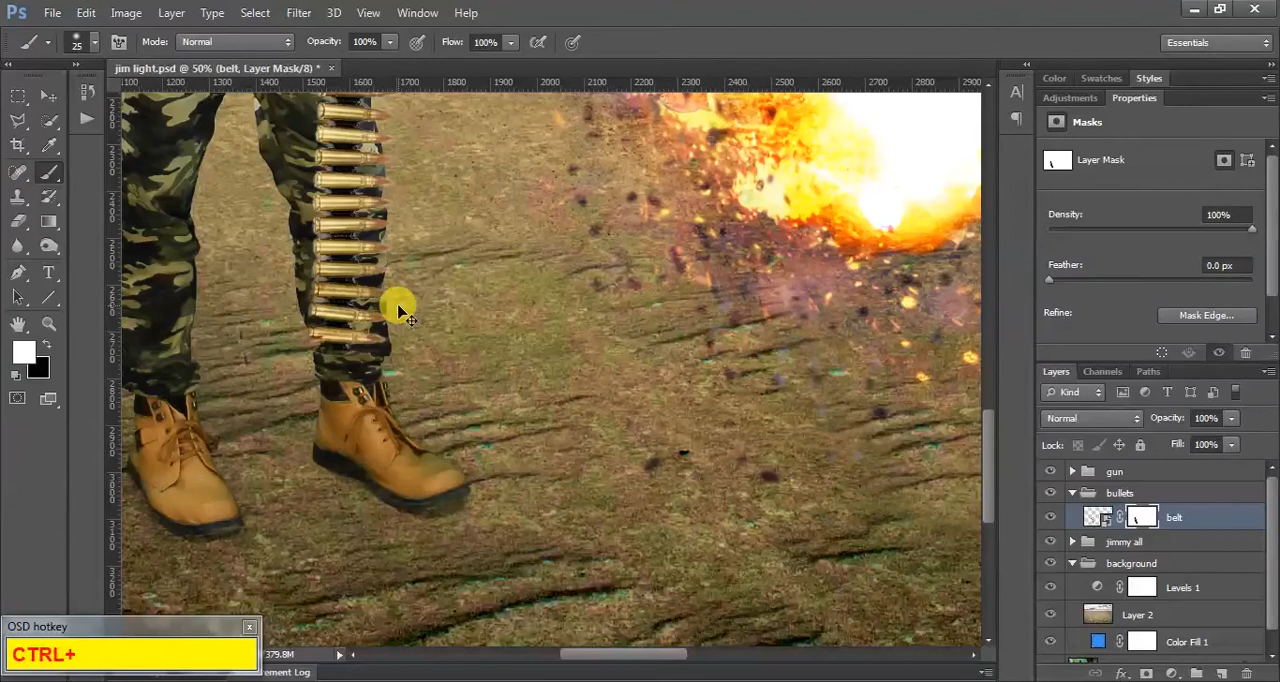 Ps File Edit Image Layer Type Select Filter 3D View Window Help
25 Mode: Normal Opacity: 100% Flow: 100% Essentials
jim light.psd @ 50% (belt, Layer Mask/8) * ×
Color Swatches Styles
1100 1200 1300 1400 1500 1600 1700 1800 1900 2000 2100 2200 2300 2400 2500 2600 2700 2800 2900
Adjustments Properties
Masks
Layer Mask
Density: 100%
Feather: 0.0 px
Refine: Mask Edge...
Layers Channels Paths
Kind
Normal Opacity: 100%
Lock: Fill: 100%
gun
bullets
belt
jimmy all
background
Levels 1
Layer 2
Color Fill 1
OSD hotkey x
CTRL+
379.8M
ement Log